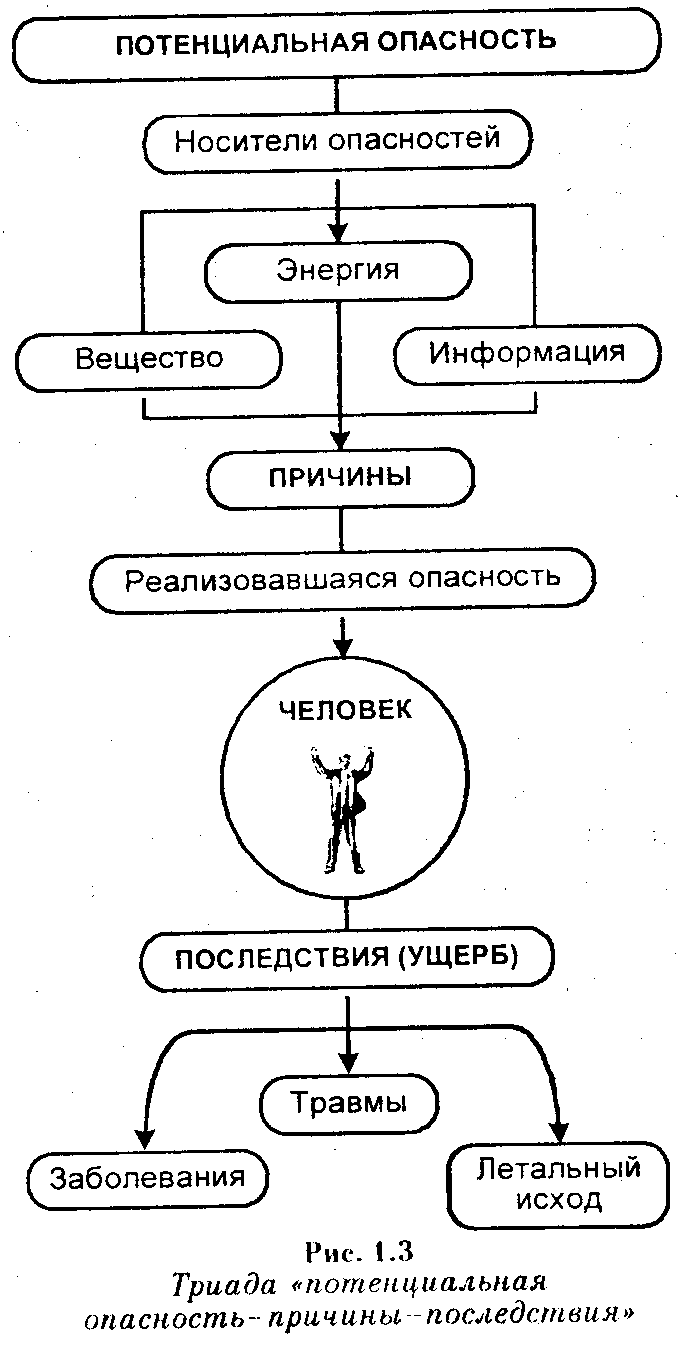 ПОТЕНЦИАЛЬНАЯ ОПАСНОСТЬ
Носители опасностей
Энергия
Вещество
Информация
ПРИЧИНЫ
Реализовавшаяся опасность
ЧЕЛОВЕК
ПОСЛЕДСТВИЯ (УЩЕРБ)
Травмы
Заболевания
Летальный
исход
Рис. 1.3
Триада «потенциальная
опасность–причины–последствия»